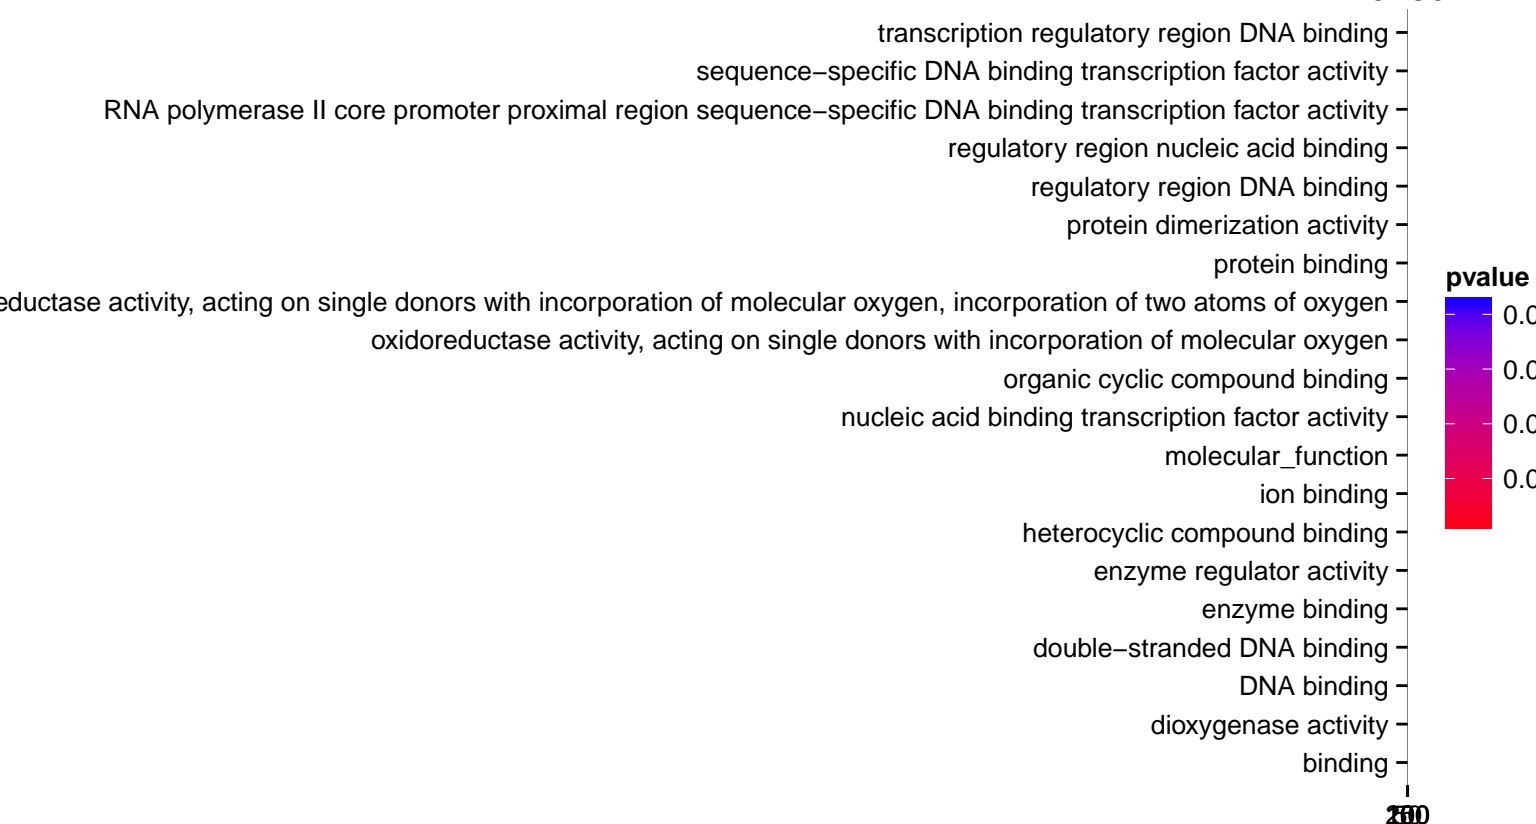 transcription regulatory region DNA binding
sequence−specific DNA binding transcription factor activity
RNA polymerase II core promoter proximal region sequence−specific DNA binding transcription factor activity
regulatory region nucleic acid binding
regulatory region DNA binding
protein dimerization activity
protein binding
activity, acting on single donors with incorporation of molecular oxygen, incorporation of two atoms of oxygen
oxidoreductase activity, acting on single donors with incorporation of molecular oxygen
organic cyclic compound binding
nucleic acid binding transcription factor activity
molecular_function
ion binding
heterocyclic compound binding
enzyme regulator activity
enzyme binding
double−stranded DNA binding
DNA binding
dioxygenase activity
binding
pvalue